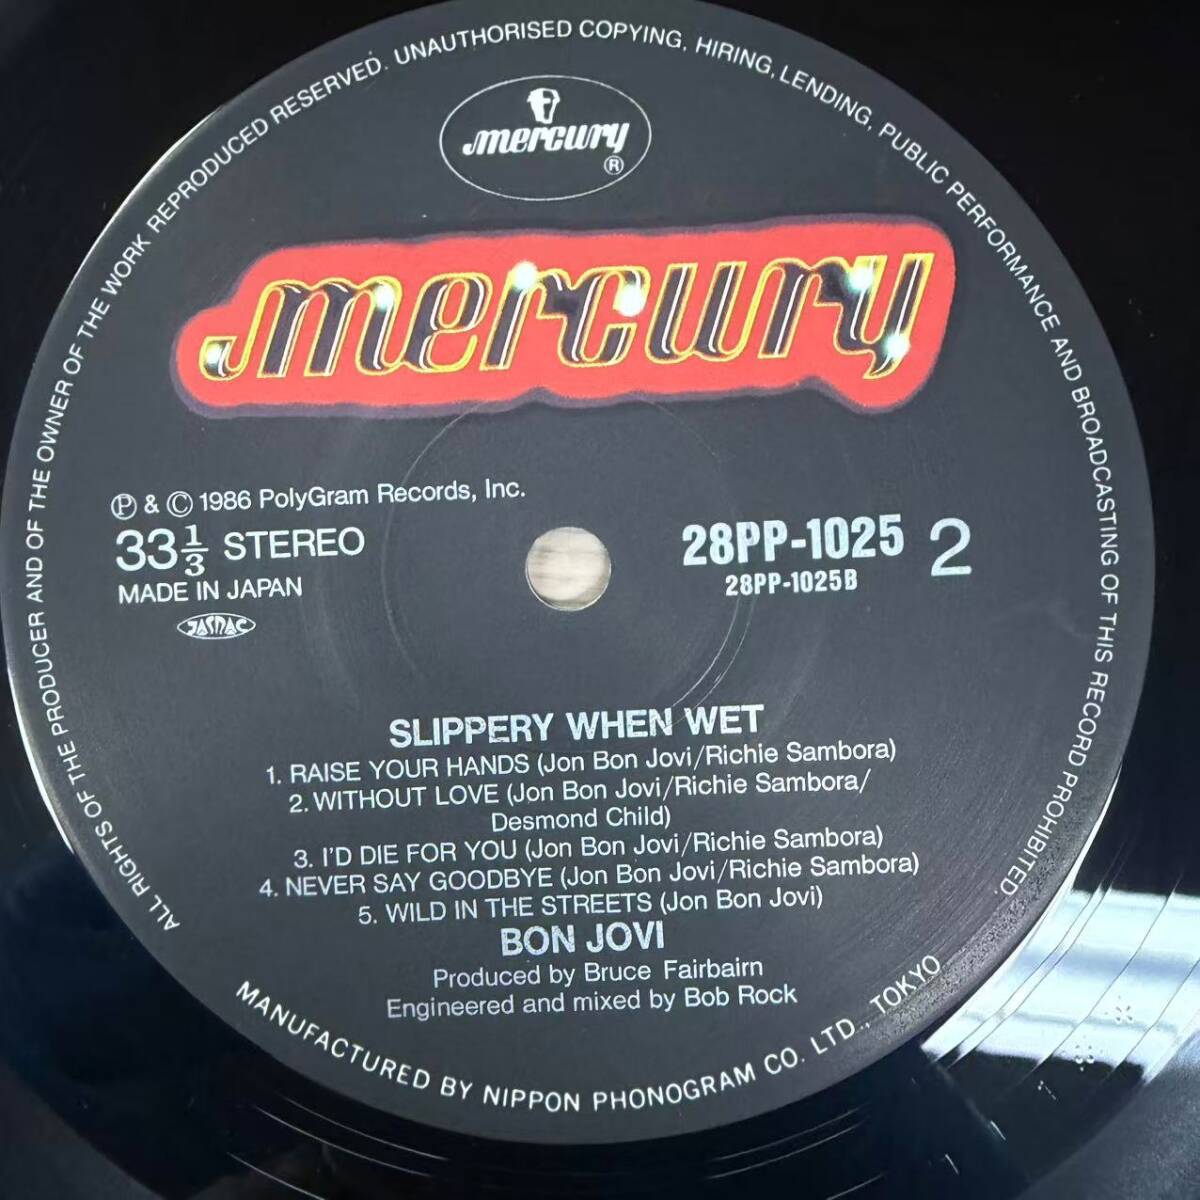 ALL RIGHTS OF THE PRODUCER AND OF THE OWNER OF THE WORK REPRODUCED RESERVED. UNAUTHORISED COPYING, HIRING, LENDING, PUBLIC PERFORMANCE AND BROADCASTING OF THIS RECORD PROHIBITED.
mercury
®
mercury
Ⓟ & © 1986 PolyGram Records, Inc.
33⅓ STEREO
MADE IN JAPAN
JASRAC
28PP-1025 2
28PP-1025B
SLIPPERY WHEN WET
1. RAISE YOUR HANDS (Jon Bon Jovi/Richie Sambora)
2. WITHOUT LOVE (Jon Bon Jovi/Richie Sambora/
Desmond Child)
3. I'D DIE FOR YOU (Jon Bon Jovi/Richie Sambora)
4. NEVER SAY GOODBYE (Jon Bon Jovi/Richie Sambora)
5. WILD IN THE STREETS (Jon Bon Jovi)
BON JOVI
Produced by Bruce Fairbairn
Engineered and mixed by Bob Rock
MANUFACTURED BY NIPPON PHONOGRAM CO. LTD., TOKYO